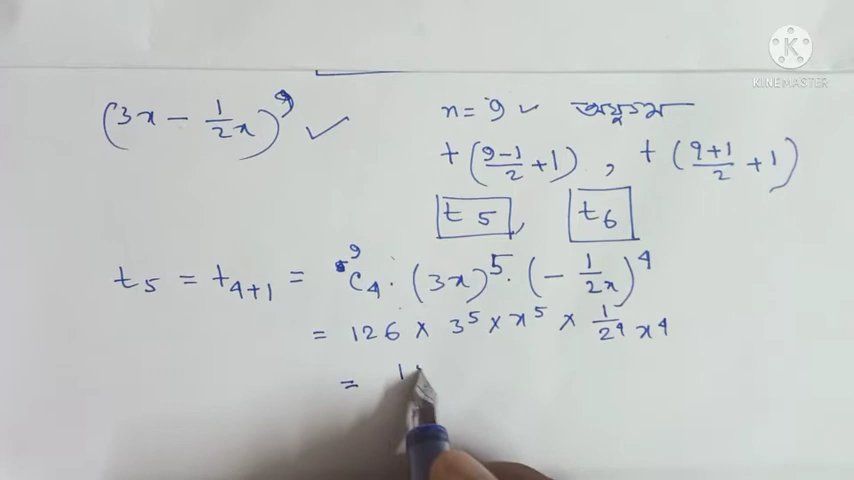 KINEMASTER
(3x - 1/2x)^9 ✓ n = 9 ✓ অযুগ্ম
t(9-1/2 + 1), t(9+1/2 + 1)
t5, t6
t5 = t4+1 = ⁹C4 · (3x)^5 · (- 1/2x)^4
= 126 × 3^5 × x^5 × 1/2^4 x^4
=